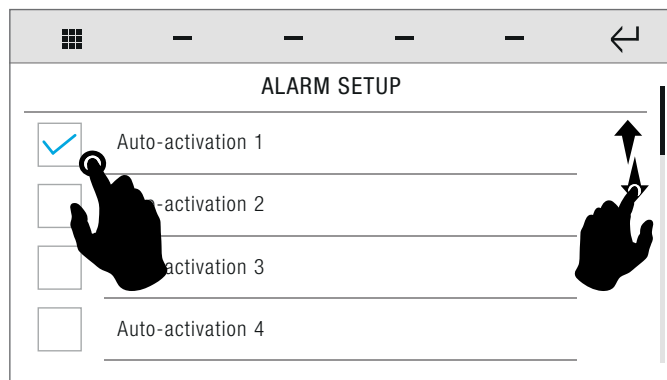 ALARM SETUP
Auto-activation 1
-activation 2
activation 3
Auto-activation 4